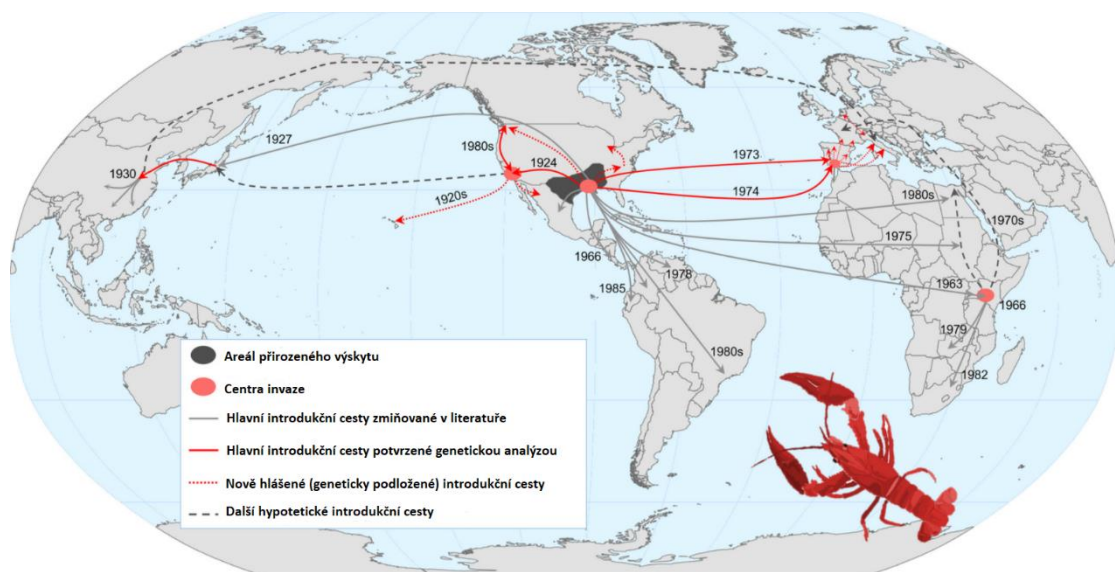 1927
1930
1980s
1924
1920s
1973
1974
1980s
1970s
1975
1966
1978
1963
1966
1985
1979
1980s
1982
Areál přirozeného výskytu
Centra invaze
Hlavní introdukční cesty zmiňované v literatuře
Hlavní introdukční cesty potvrzené genetickou analýzou
Nově hlášené (geneticky podložené) introdukční cesty
Další hypotetické introdukční cesty